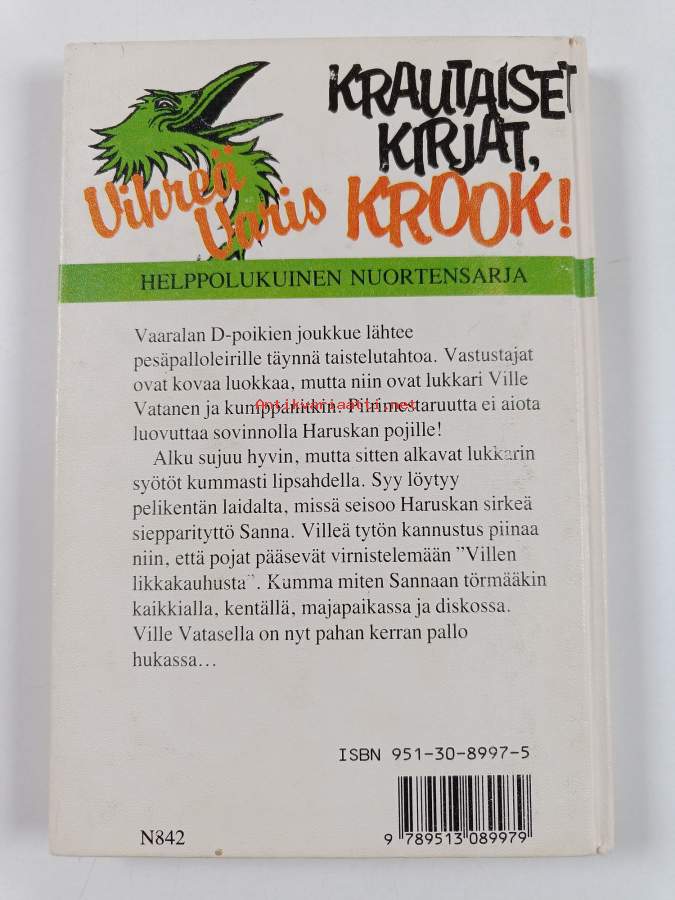 KRAUTAISET
KIRJAT,
Vihreä
Varis
KROOK!
HELPPOLUKUINEN NUORTENSARJA
Vaaralan D-poikien joukkue lähtee
pesäpalloleirille täynnä taistelutahtoa. Vastustajat
ovat kovaa luokkaa, mutta niin ovat lukkari Ville
Vatanen ja kumppanitkin. Piirimestaruutta ei aiota
Antikvariaatti.net
luovuttaa sovinnolla Haruskan pojille!
Alku sujuu hyvin, mutta sitten alkavat lukkarin
syötöt kummasti lipsahdella. Syy löytyy
pelikentän laidalta, missä seisoo Haruskan sirkeä
siepparityttö Sanna. Villeä tytön kannustus piinaa
niin, että pojat pääsevät virnistelemään ”Villen
likkakauhusta”. Kumma miten Sannaan törmääkin
kaikkialla, kentällä, majapaikassa ja diskossa.
Ville Vatasella on nyt pahan kerran pallo
hukassa...
ISBN 951-30-8997-5
9 789513 089979
N842